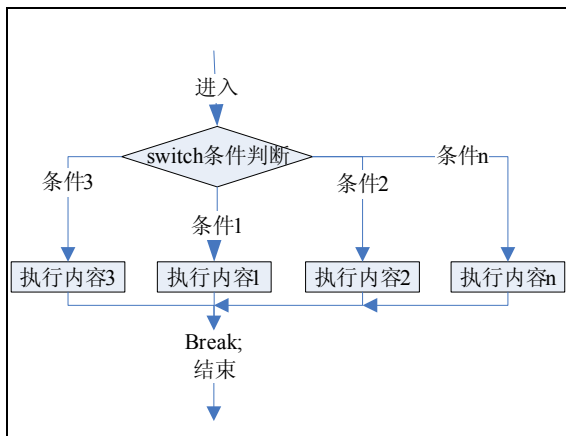 进入
switch条件判断
条件3
条件1
条件2
条件n
执行内容3
执行内容1
执行内容2
执行内容n
Break;
结束